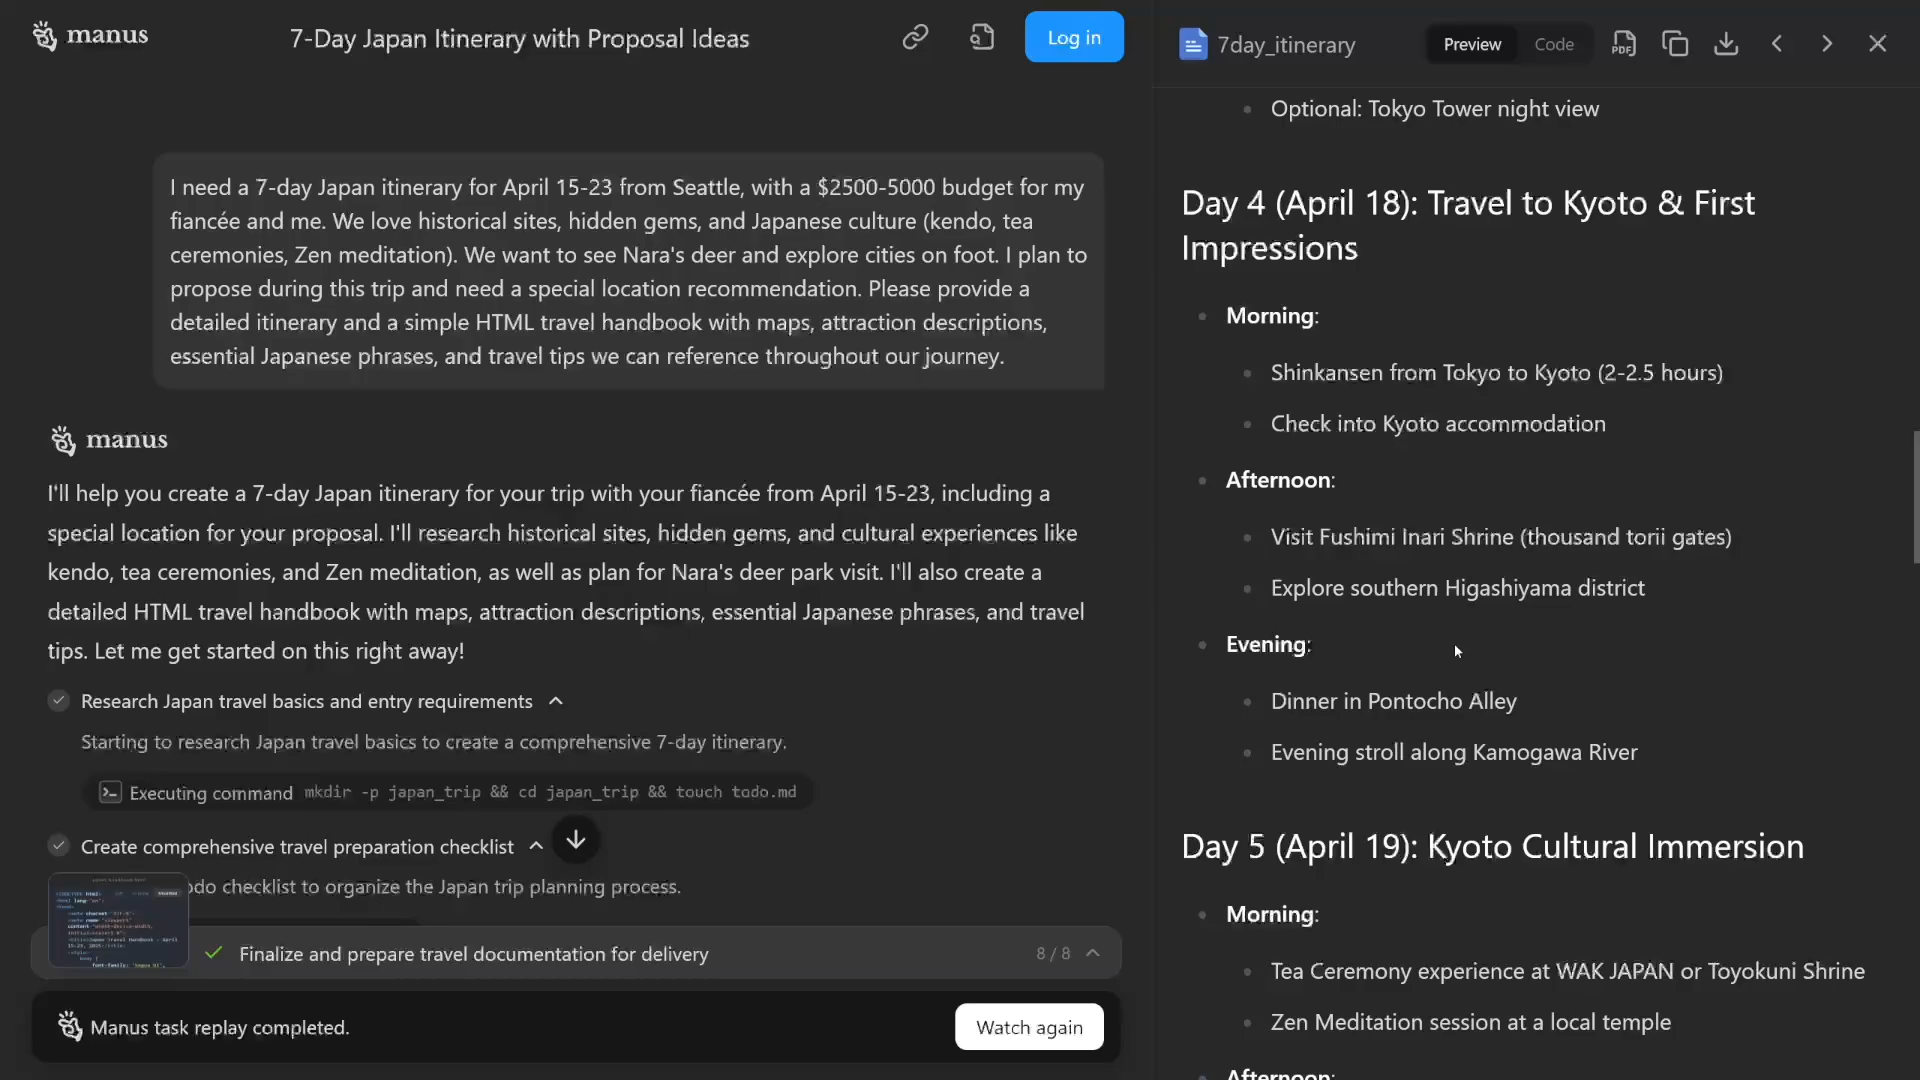 manus
7-Day Japan Itinerary with Proposal Ideas
Log in
I need a 7-day Japan itinerary for April 15-23 from Seattle, with a $2500-5000 budget for my
fiancée and me. We love historical sites, hidden gems, and Japanese culture (kendo, tea
ceremonies, Zen meditation). We want to see Nara's deer and explore cities on foot. I plan to
propose during this trip and need a special location recommendation. Please provide a
detailed itinerary and a simple HTML travel handbook with maps, attraction descriptions,
essential Japanese phrases, and travel tips we can reference throughout our journey.
manus
I'll help you create a 7-day Japan itinerary for your trip with your fiancée from April 15-23, including a
special location for your proposal. I'll research historical sites, hidden gems, and cultural experiences like
kendo, tea ceremonies, and Zen meditation, as well as plan for Nara's deer park visit. I'll also create a
detailed HTML travel handbook with maps, attraction descriptions, essential Japanese phrases, and travel
tips. Let me get started on this right away!
Research Japan travel basics and entry requirements
Starting to research Japan travel basics to create a comprehensive 7-day itinerary.
Executing command mkdir -p japan_trip && cd japan_trip && touch todo.md
Create comprehensive travel preparation checklist
checklist to organize the Japan trip planning process.
Finalize and prepare travel documentation for delivery
8 / 8
Manus task replay completed.
Watch again
7day_itinerary
Preview
Code
PDF
Optional: Tokyo Tower night view
Day 4 (April 18): Travel to Kyoto & First
Impressions
Morning:
Shinkansen from Tokyo to Kyoto (2-2.5 hours)
Check into Kyoto accommodation
Afternoon:
Visit Fushimi Inari Shrine (thousand torii gates)
Explore southern Higashiyama district
Evening:
Dinner in Pontocho Alley
Evening stroll along Kamogawa River
Day 5 (April 19): Kyoto Cultural Immersion
Morning:
Tea Ceremony experience at WAK JAPAN or Toyokuni Shrine
Zen Meditation session at a local temple
Afternoon: